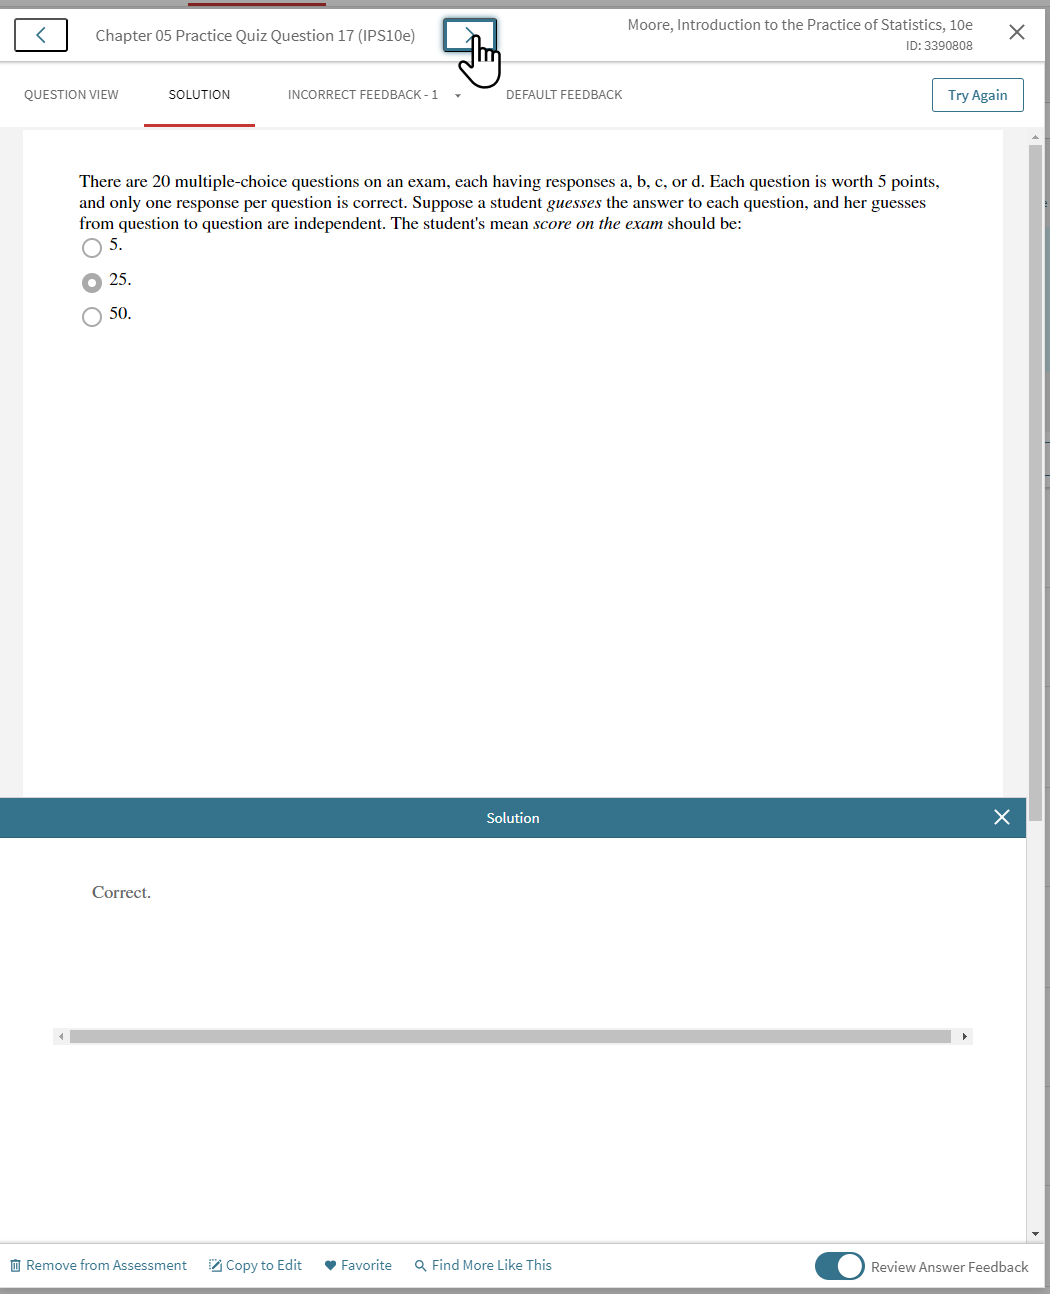 Chapter 05 Practice Quiz Question 17 (IPS10e)
Moore, Introduction to the Practice of Statistics, 10e
ID: 3390808
QUESTION VIEW
SOLUTION
INCORRECT FEEDBACK - 1
DEFAULT FEEDBACK
Try Again
There are 20 multiple-choice questions on an exam, each having responses a, b, c, or d. Each question is worth 5 points,
and only one response per question is correct. Suppose a student guesses the answer to each question, and her guesses
from question to question are independent. The student's mean score on the exam should be:
5.
25.
50.
Solution
Correct.
Remove from Assessment
Copy to Edit
Favorite
Find More Like This
Review Answer Feedback